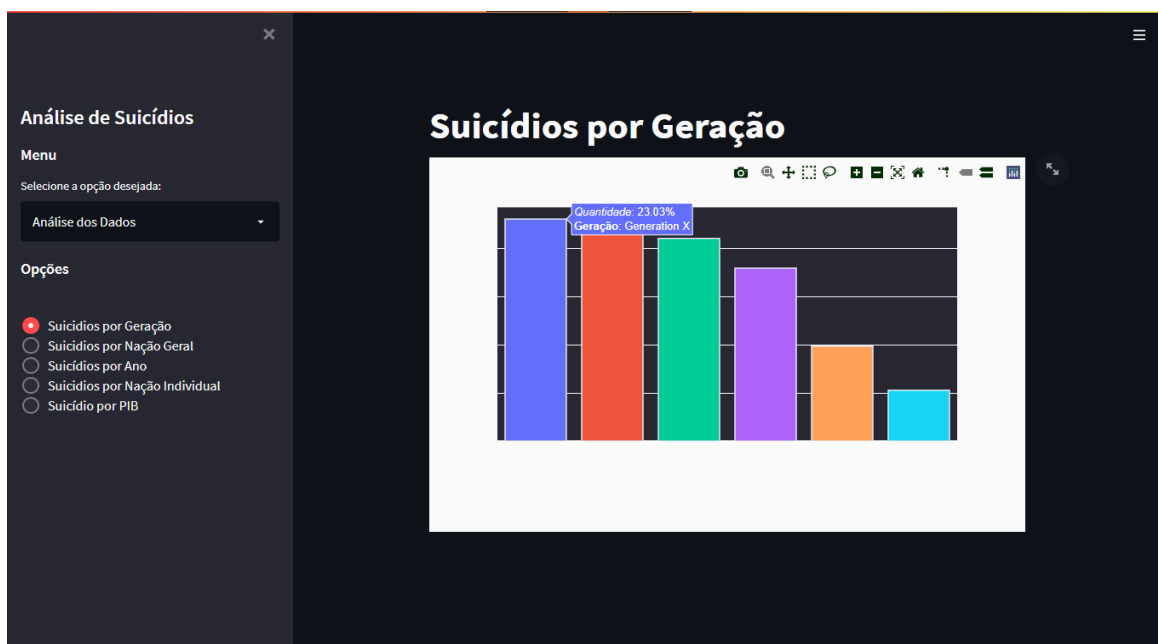 Análise de Suicídios
Menu
Selecione a opção desejada:
Análise dos Dados
Opções
Suicidios por Geração
Suicidios por Nação Geral
Suicídios por Ano
Suicidios por Nação Individual
Suicídio por PIB
Suicídios por Geração
Quantidade: 23.03%
Geração: Generation X